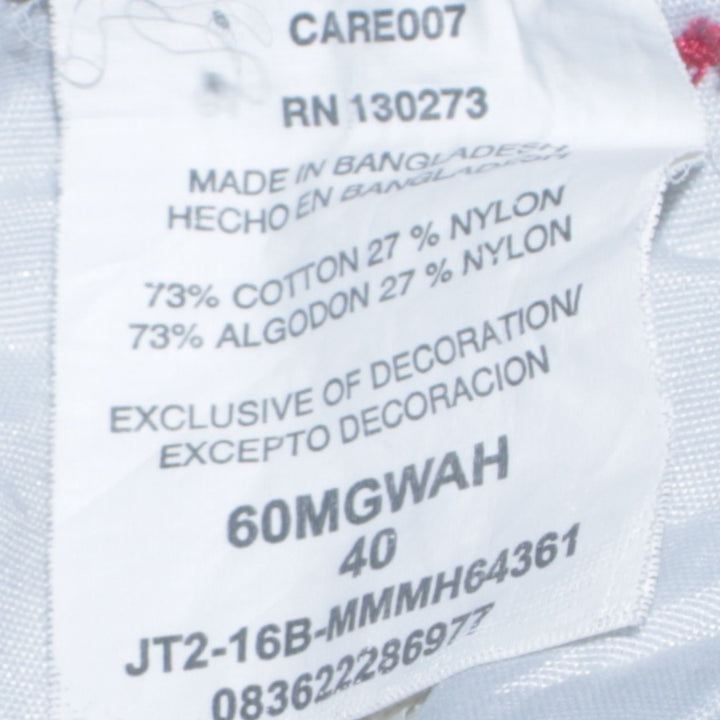 CARE007
RN 130273
MADE IN BANGLADESH
HECHO EN BANGLADESH
73% COTTON 27 % NYLON
73% ALGODON 27 % NYLON
EXCLUSIVE OF DECORATION/
EXCEPTO DECORACION
60MGWAH
40
JT2-16B-MMMH64361
083622286977